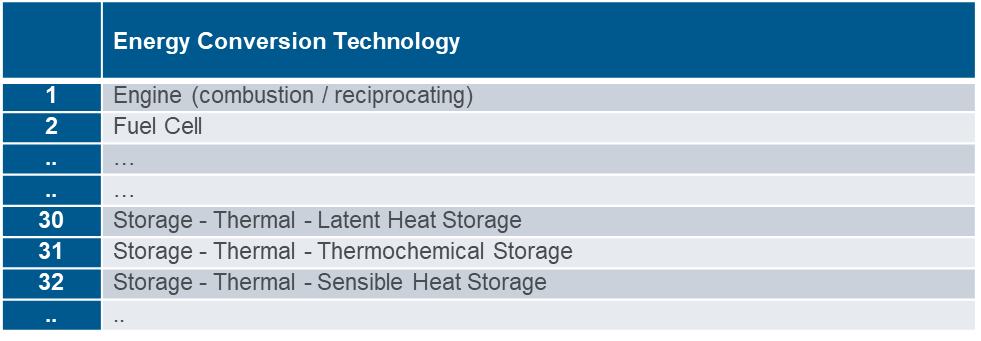 Energy Conversion Technology
1 Engine (combustion / reciprocating)
2 Fuel Cell
.. …
.. …
30 Storage - Thermal - Latent Heat Storage
31 Storage - Thermal - Thermochemical Storage
32 Storage - Thermal - Sensible Heat Storage
.. ..